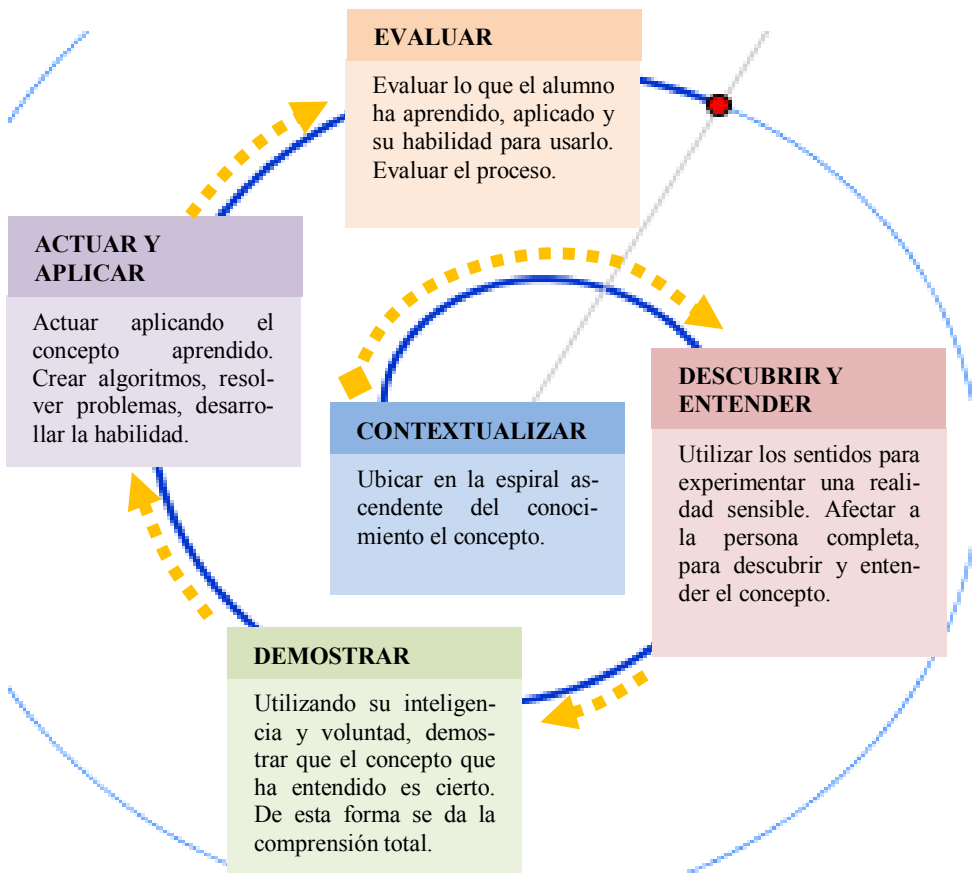 EVALUAR
Evaluar lo que el alumno
ha aprendido, aplicado y
su habilidad para usarlo.
Evaluar el proceso.
ACTUAR Y
APLICAR
Actuar aplicando el
concepto aprendido.
Crear algoritmos, resol-
ver problemas, desarro-
llar la habilidad.
CONTEXTUALIZAR
Ubicar en la espiral as-
cendente del conoci-
miento el concepto.
DESCUBRIR Y
ENTENDER
Utilizar los sentidos para
experimentar una reali-
dad sensible. Afectar a
la persona completa,
para descubrir y enten-
der el concepto.
DEMOSTRAR
Utilizando su inteligen-
cia y voluntad, demos-
trar que el concepto que
ha entendido es cierto.
De esta forma se da la
comprensión total.